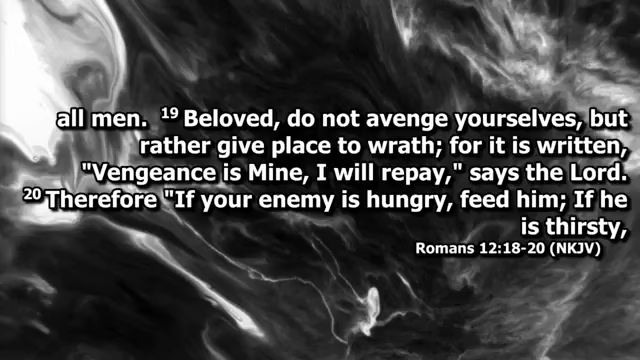 all men. 19 Beloved, do not avenge yourselves, but
rather give place to wrath; for it is written,
"Vengeance is Mine, I will repay," says the Lord.
20 Therefore "If your enemy is hungry, feed him; If he
is thirsty,
Romans 12:18-20 (NKJV)